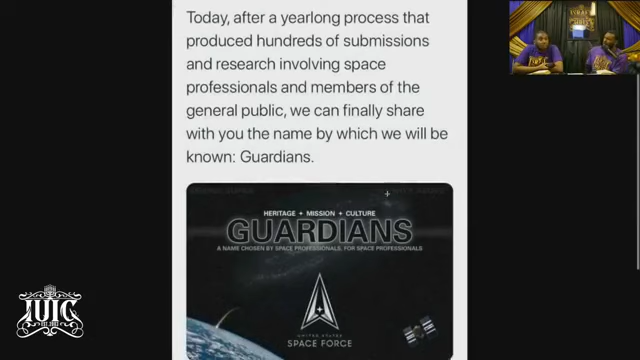 Today, after a yearlong process that
produced hundreds of submissions
and research involving space
professionals and members of the
general public, we can finally share
with you the name by which we will be
known: Guardians.
HERITAGE + MISSION + CULTURE
GUARDIANS
A NAME CHOSEN BY SPACE PROFESSIONALS, FOR SPACE PROFESSIONALS
UNITED STATES
SPACE FORCE
IUIC